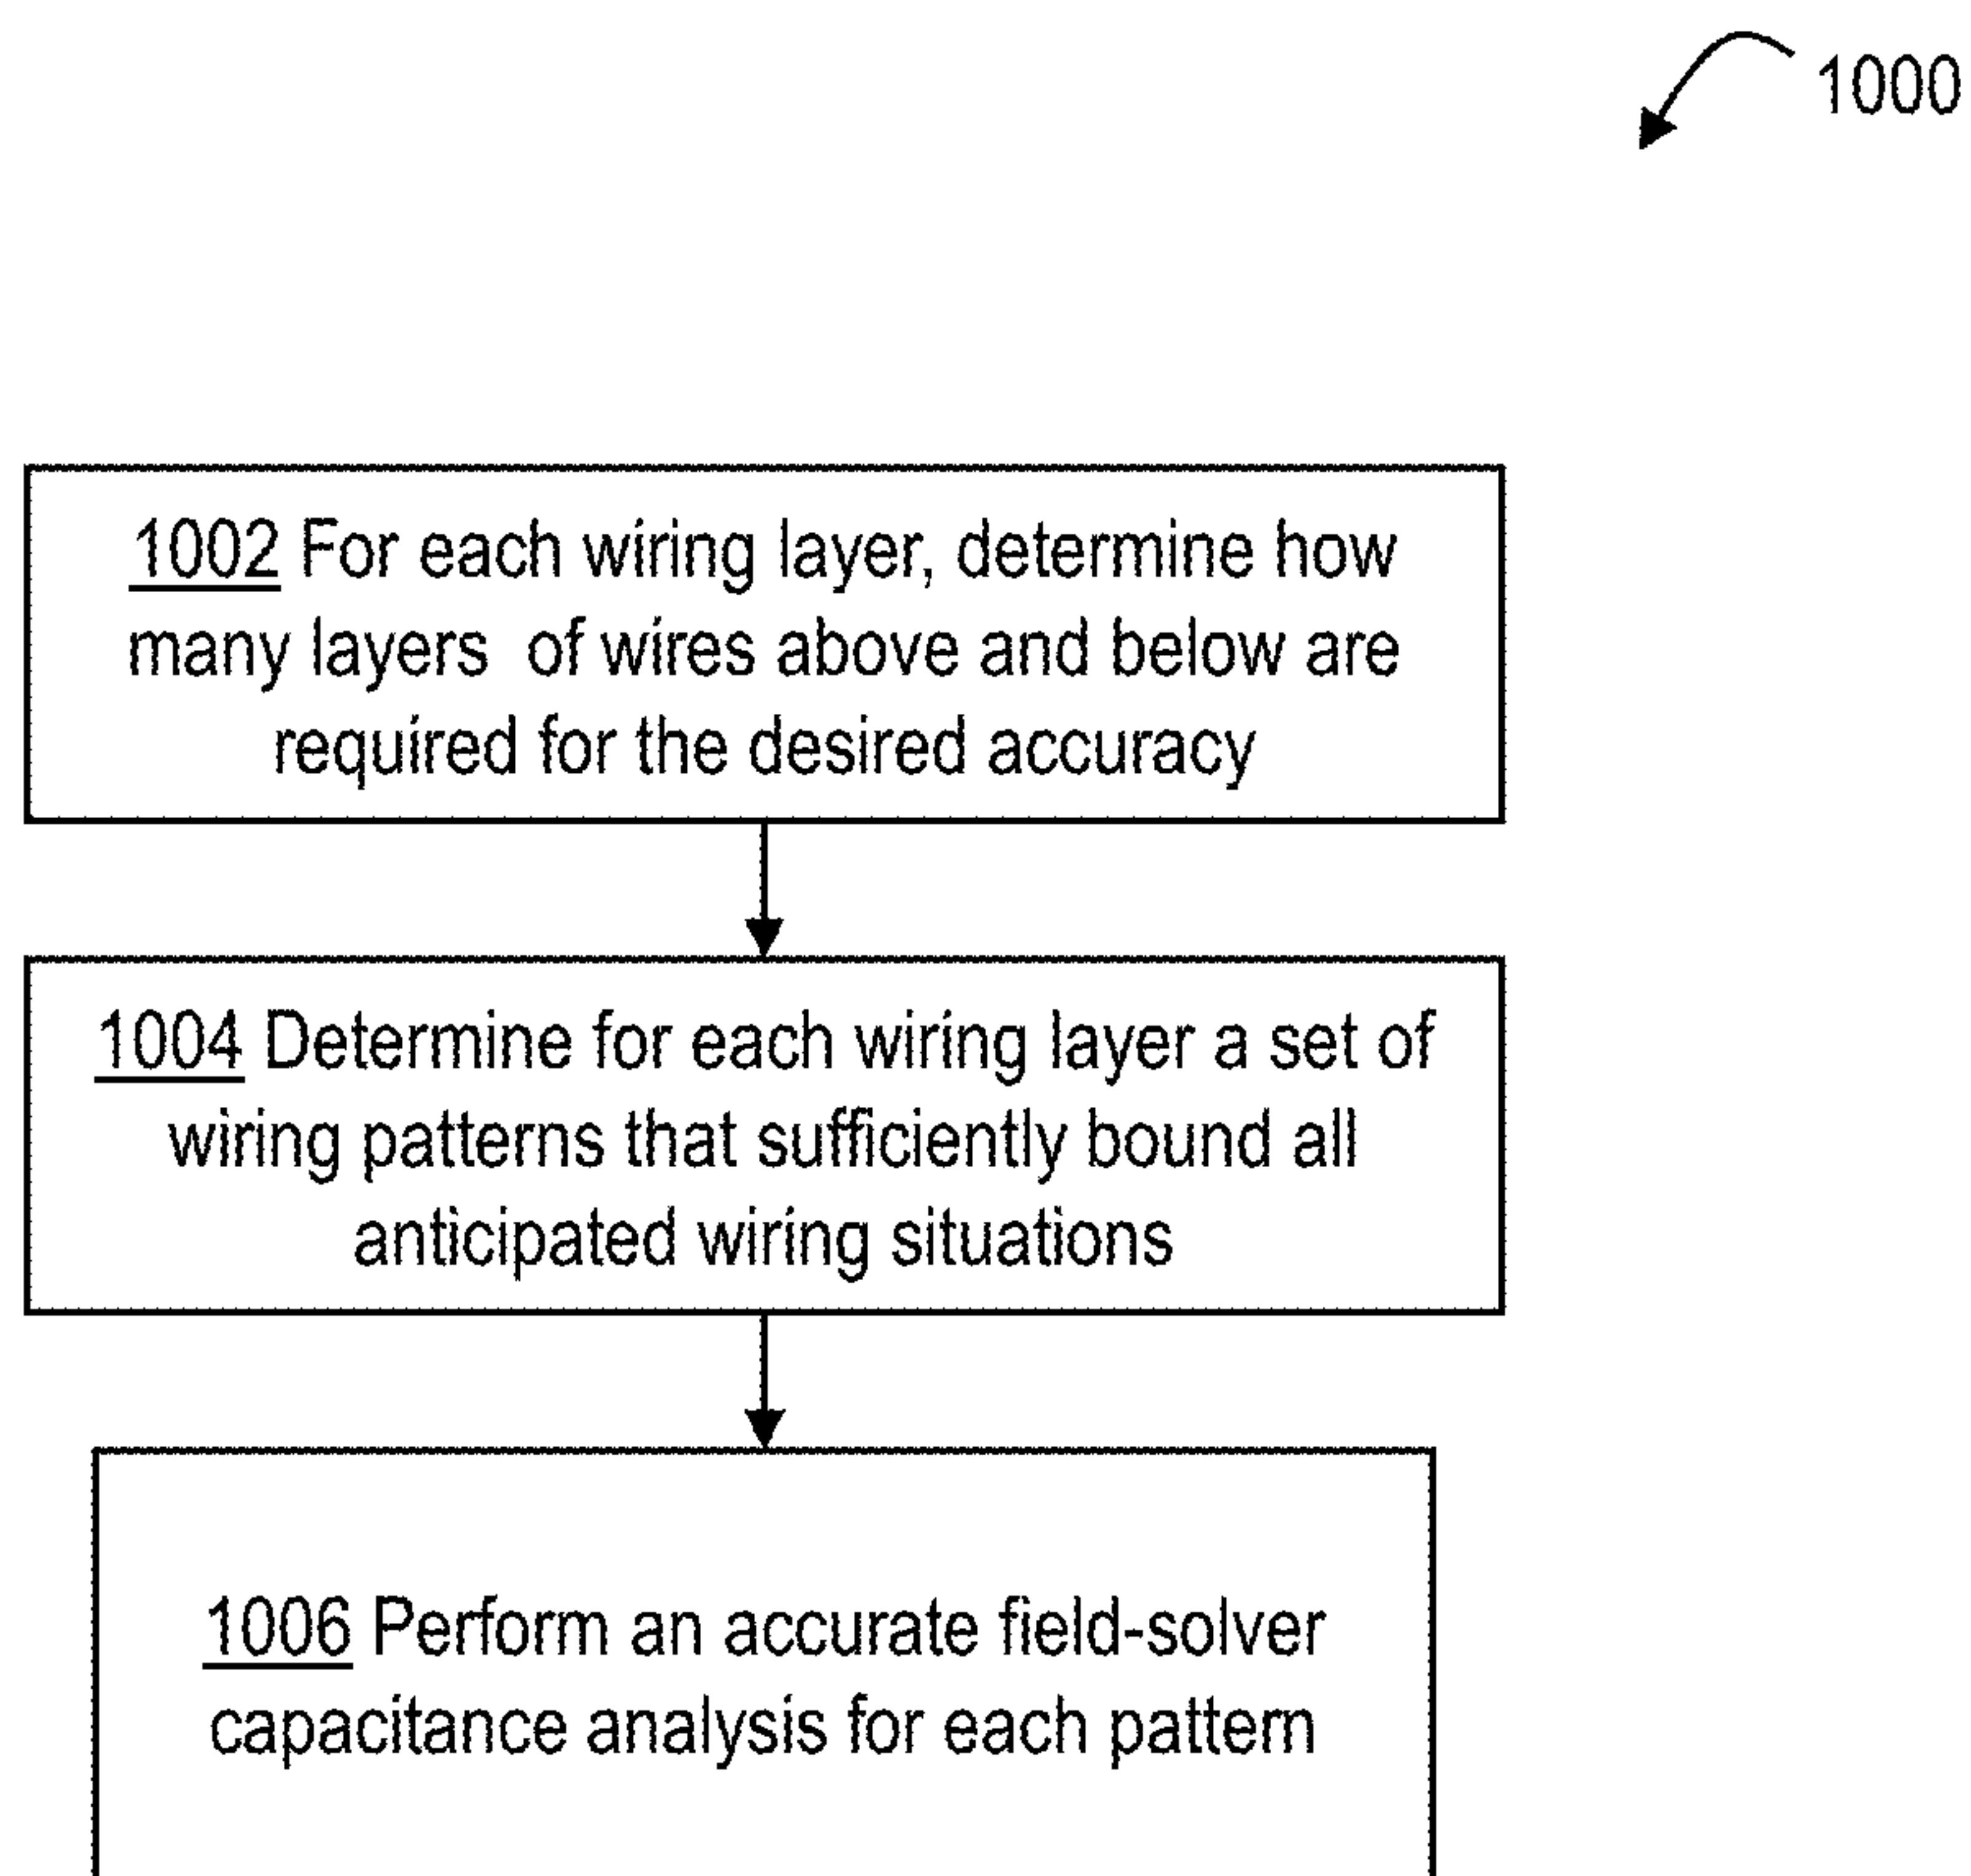 1000
1002 For each wiring layer, determine how
many layers of wires above and below are
required for the desired accuracy
1004 Determine for each wiring layer a set of
wiring patterns that sufficiently bound all
anticipated wiring situations
1006 Perform an accurate field-solver
capacitance analysis for each pattern